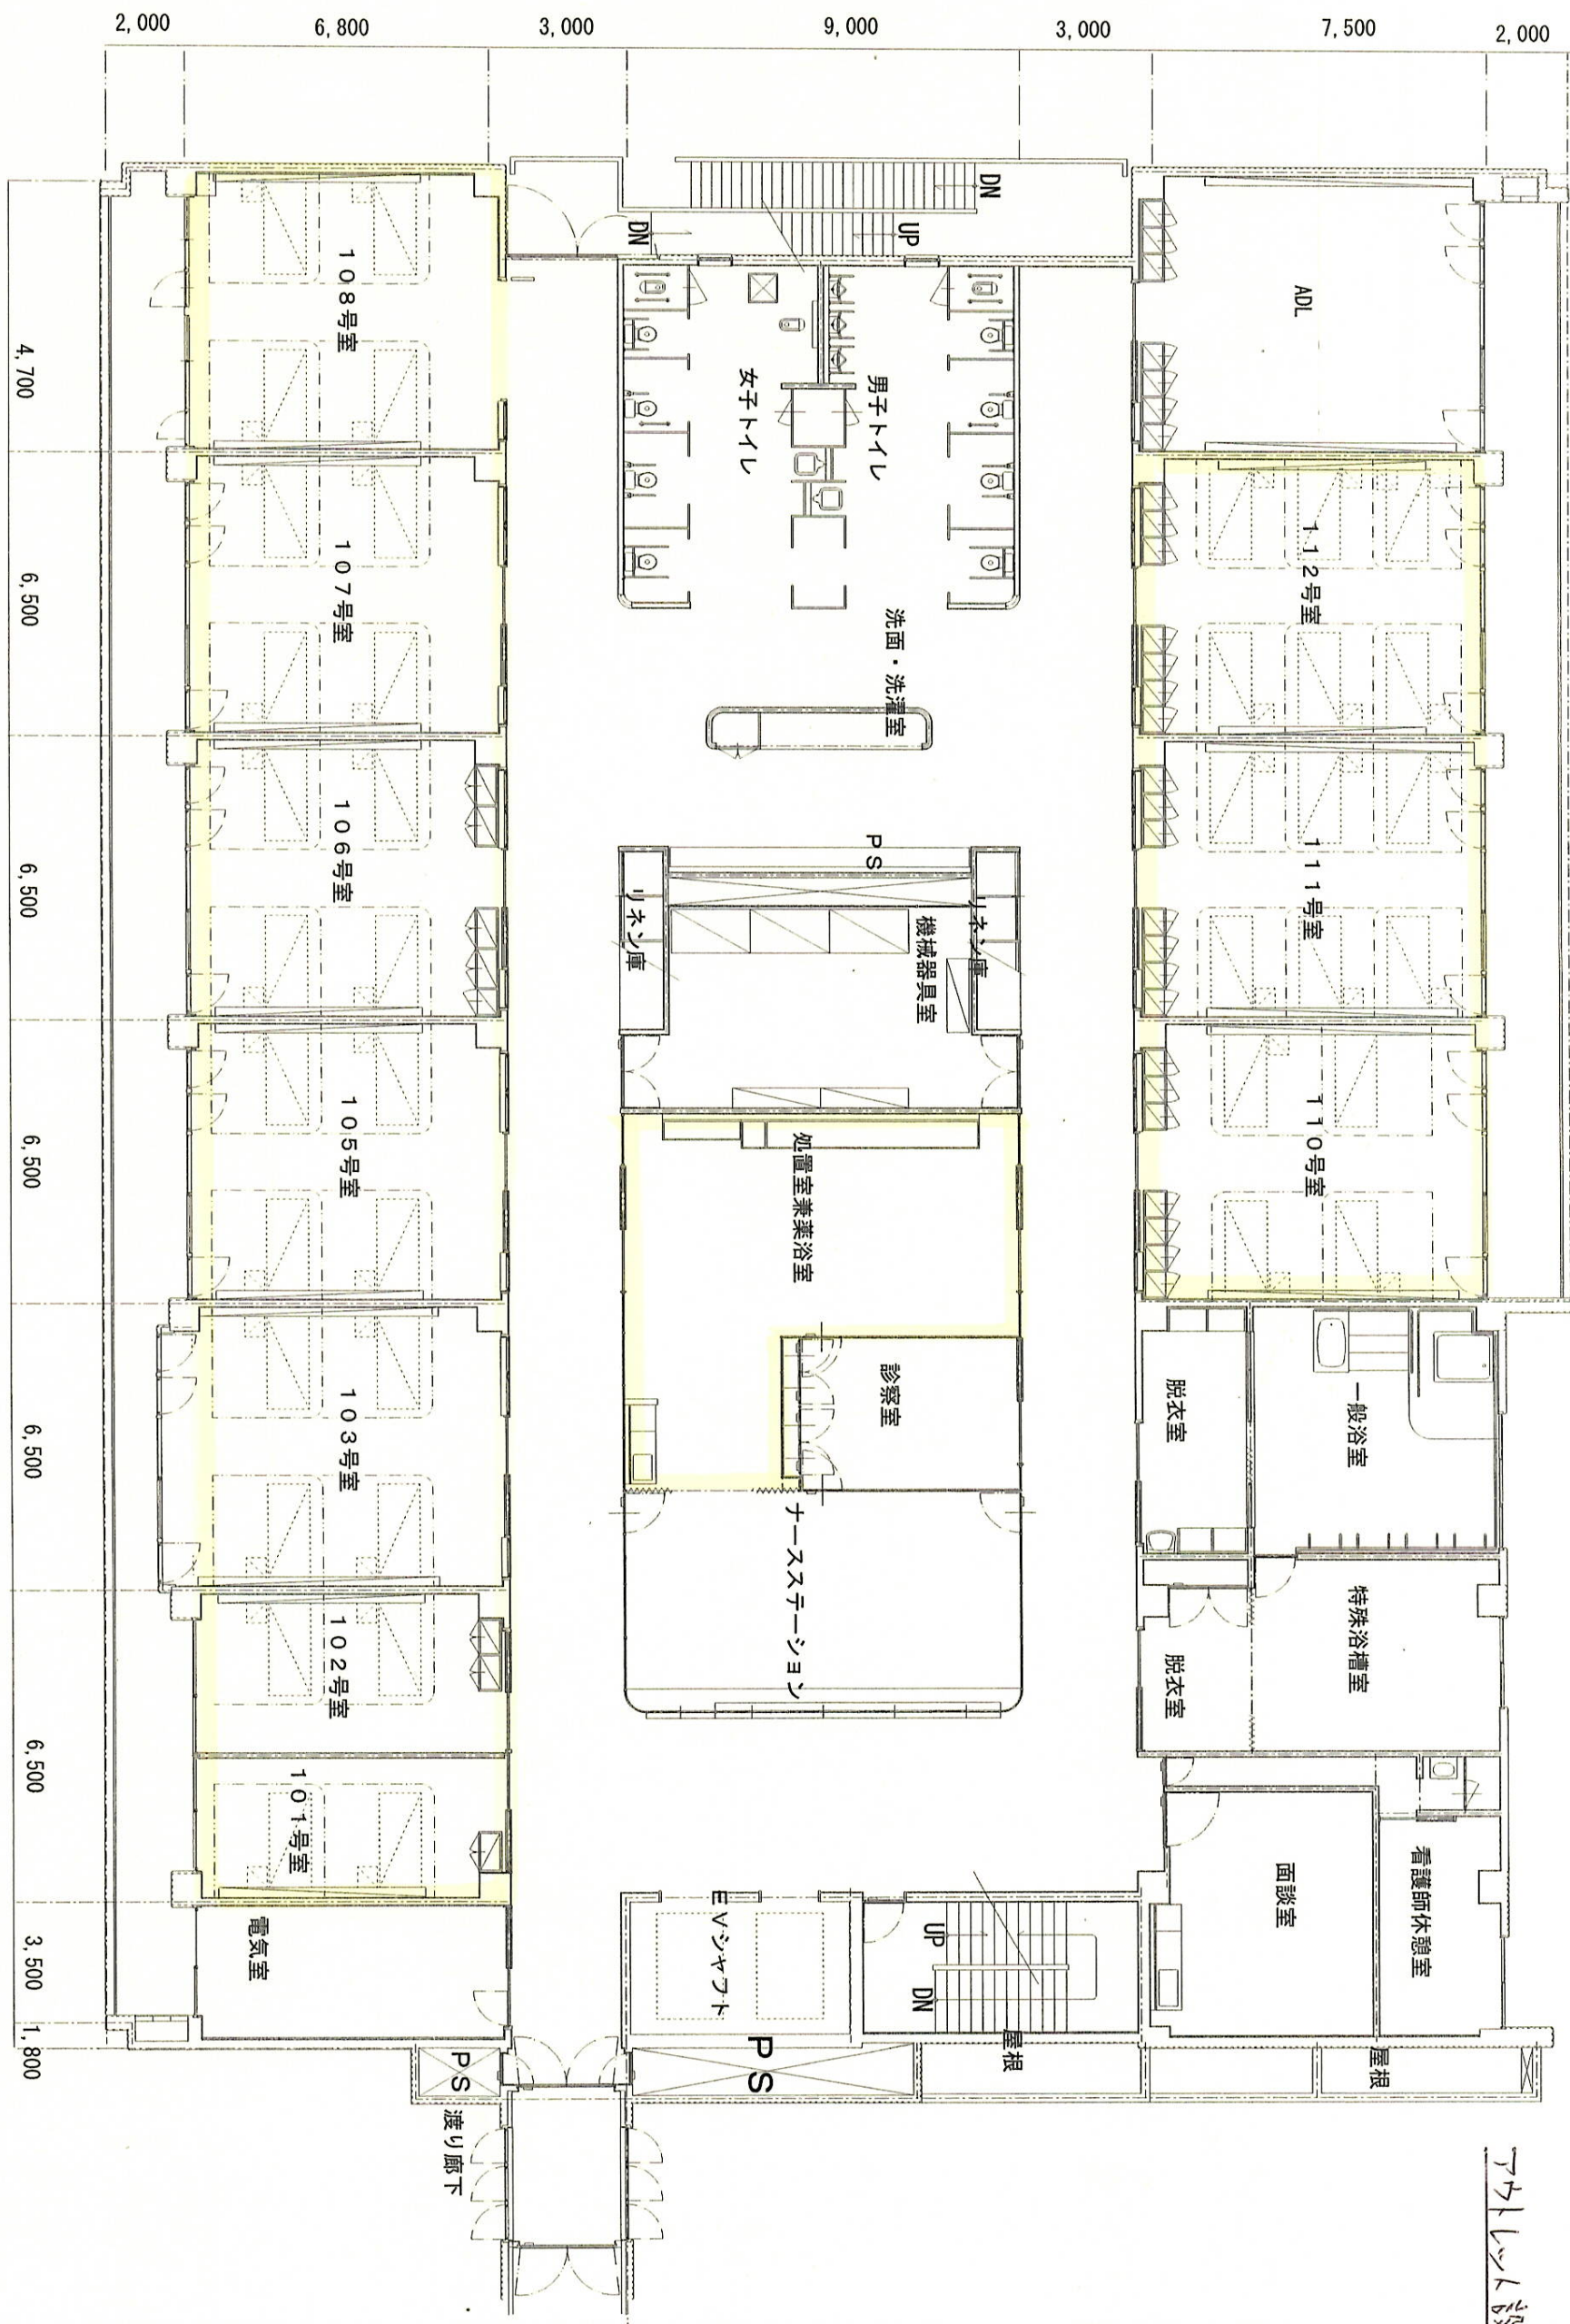 2,000
6,800
3,000
9,000
3,000
7,500
2,000
4,700
6,500
6,500
6,500
6,500
6,500
3,500
1,800
DN
DN
UP
108号室
107号室
106号室
105号室
103号室
102号室
101号室
電気室
女子トイレ
男子トイレ
洗面・洗濯室
PS
リネン庫
リネン庫
機械器具室
処置室兼薬浴室
診察室
ナースステーション
EVシャフト
UP
DN
PS
PS
屋根
屋根
渡り廊下
ADL
112号室
111号室
110号室
脱衣室
一般浴室
脱衣室
特殊浴槽室
面談室
看護師休憩室
アウトレット